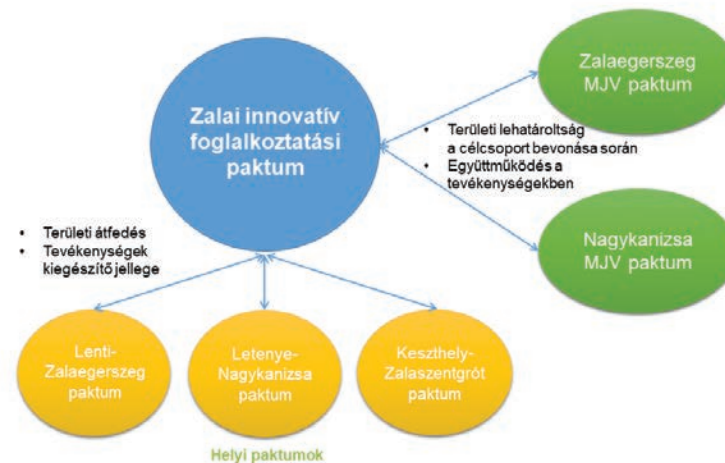 Zalai innovatív
foglalkoztatási
paktum
Zalaegerszeg
MJV paktum
• Területi lehatároltság
a célcsoport bevonása során
• Együttműködés a
tevékenységekben
Nagykanizsa
MJV paktum
• Területi átfedés
• Tevékenységek
kiegészítő jellege
Lenti-
Zalaegerszeg
paktum
Letenye-
Nagykanizsa
paktum
Keszthely-
Zalaszentgrót
paktum
Helyi paktumok